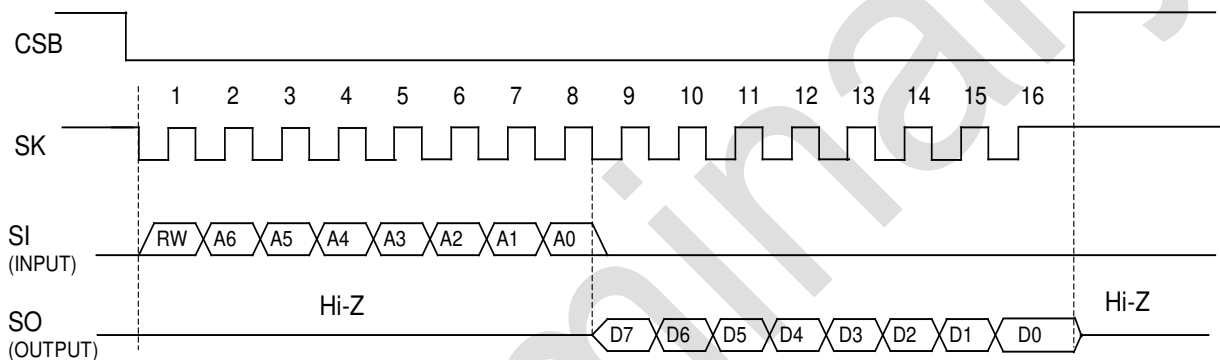 CSB
1 2 3 4 5 6 7 8 9 10 11 12 13 14 15 16
SK
SI
(INPUT)
RW A6 A5 A4 A3 A2 A1 A0
Hi-Z
Hi-Z
SO
(OUTPUT)
D7 D6 D5 D4 D3 D2 D1 D0